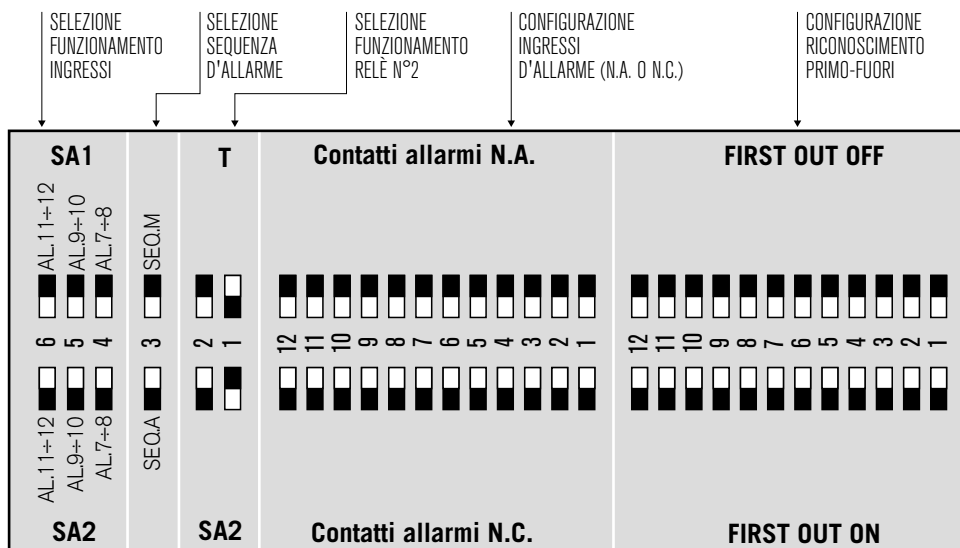 SELEZIONE
FUNZIONAMENTO
INGRESSI
SELEZIONE
SEQUENZA
D'ALLARME
SELEZIONE
FUNZIONAMENTO
RELÈ N°2
CONFIGURAZIONE
INGRESSI
D'ALLARME (N.A. O N.C.)
CONFIGURAZIONE
RICONOSCIMENTO
PRIMO-FUORI
SA1
T
Contatti allarmi N.A.
FIRST OUT OFF
AL.11÷12
AL.9÷10
AL.7÷8
SEQ.M
6 5 4 3 2 1
12 11 10 9 8 7 6 5 4 3 2 1
12 11 10 9 8 7 6 5 4 3 2 1
AL.11÷12
AL.9÷10
AL.7÷8
SEQ.A
SA2
SA2
Contatti allarmi N.C.
FIRST OUT ON